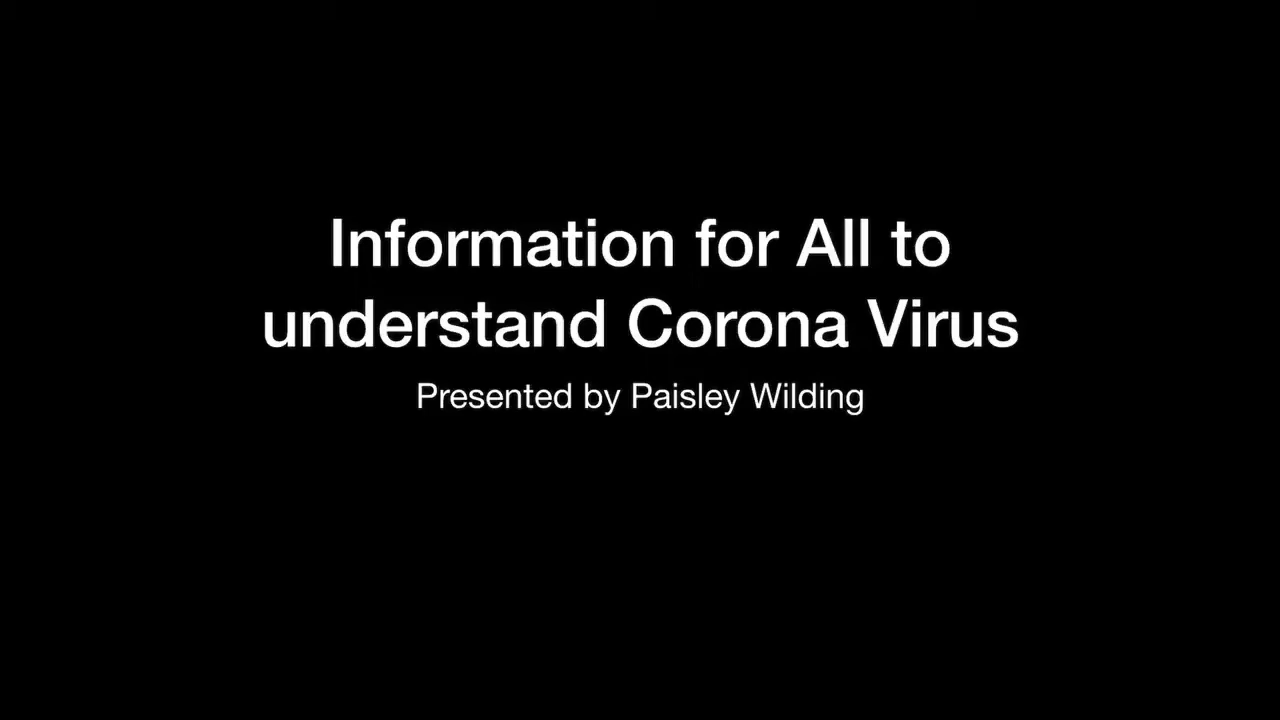 Information for All to
understand Corona Virus
Presented by Paisley Wilding